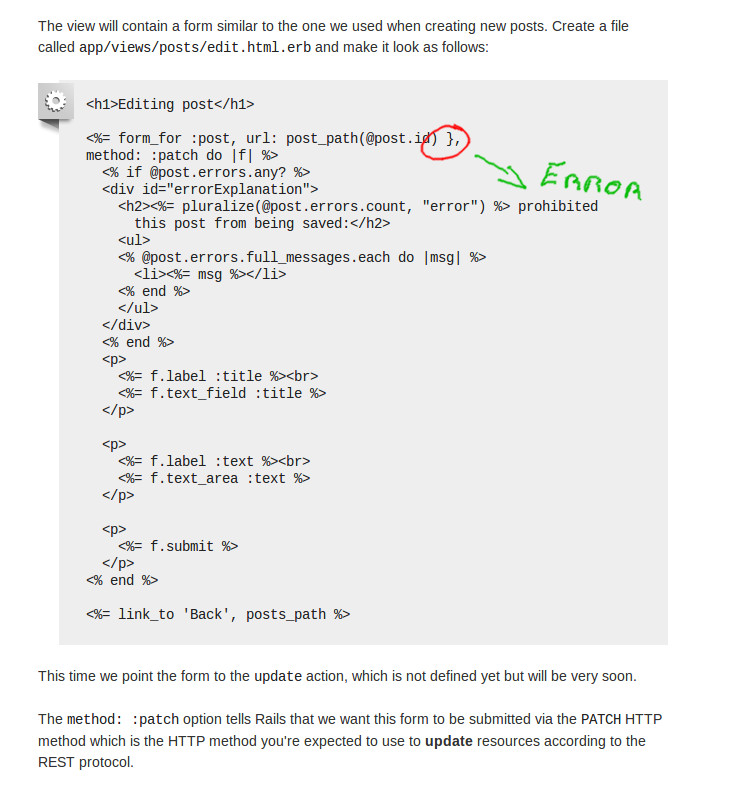 The view will contain a form similar to the one we used when creating new posts. Create a file
called app/views/posts/edit.html.erb and make it look as follows:
<h1>Editing post</h1>
<%= form_for :post, url: post_path(@post.id) },
method: :patch do |f| %>
  <% if @post.errors.any? %>
  <div id="errorExplanation">
    <h2><%= pluralize(@post.errors.count, "error") %> prohibited
      this post from being saved:</h2>
    <ul>
    <% @post.errors.full_messages.each do |msg| %>
      <li><%= msg %></li>
    <% end %>
    </ul>
  </div>
  <% end %>
  <p>
    <%= f.label :title %><br>
    <%= f.text_field :title %>
  </p>
  <p>
    <%= f.label :text %><br>
    <%= f.text_area :text %>
  </p>
  <p>
    <%= f.submit %>
  </p>
<% end %>
<%= link_to 'Back', posts_path %>
ERROR
This time we point the form to the update action, which is not defined yet but will be very soon.
The method: :patch option tells Rails that we want this form to be submitted via the PATCH HTTP
method which is the HTTP method you're expected to use to update resources according to the
REST protocol.